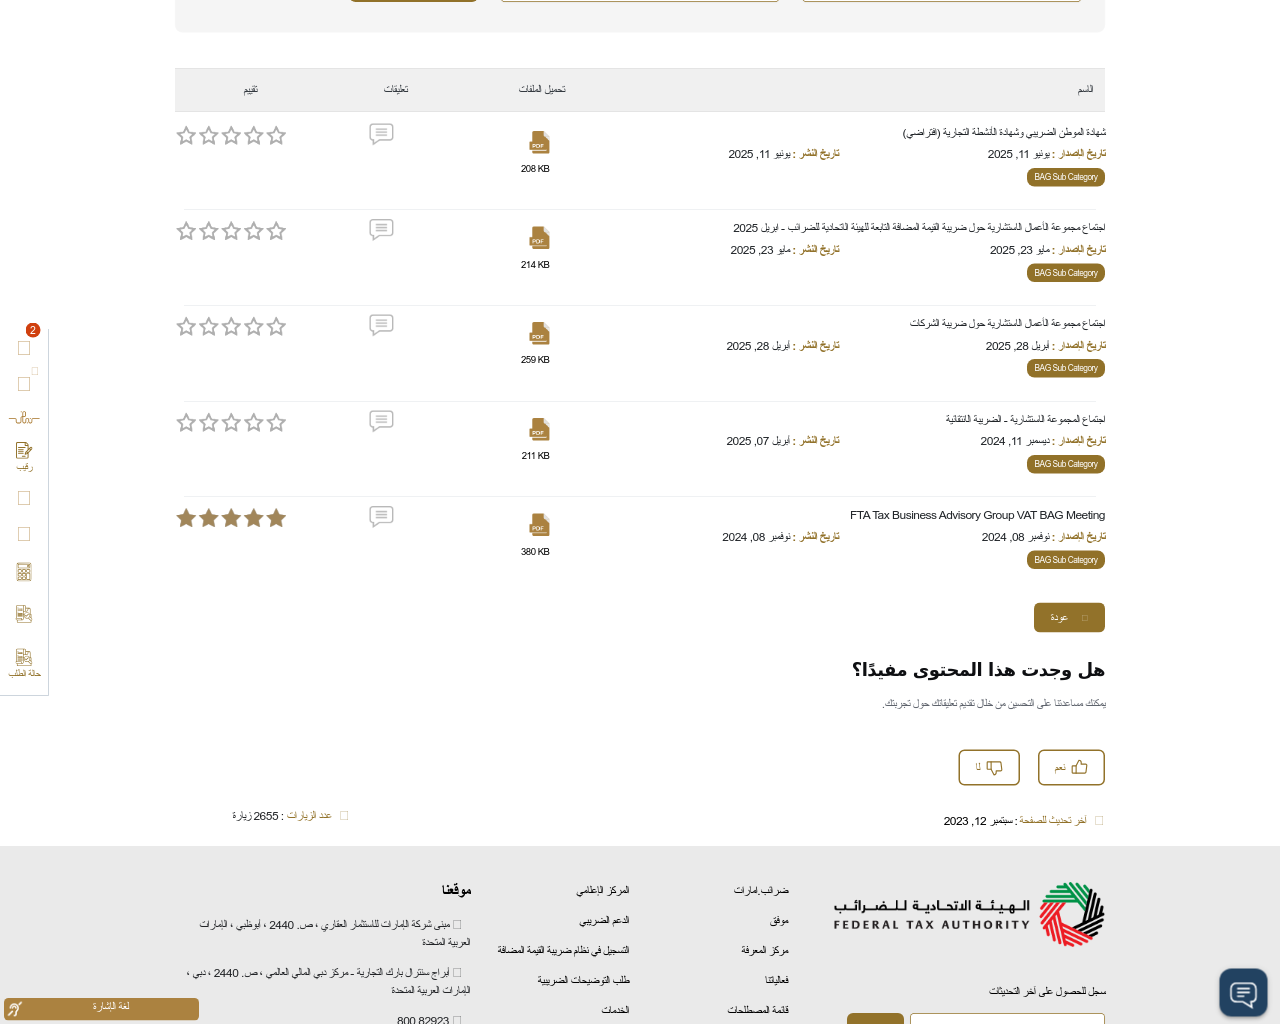 الاسم
تحميل الملفات
تعليقات
تقييم
شهادة الموطن الضريبي وشهادة الأنشطة التجارية (افتراضي)
تاريخ الإصدار : يونيو 11, 2025
تاريخ النشر : يونيو 11, 2025
BAG Sub Category
208 KB
اجتماع مجموعة الأعمال الاستشارية حول ضريبة القيمة المضافة التابعة للهيئة الاتحادية للضرائب - ابريل 2025
تاريخ الإصدار : مايو 23, 2025
تاريخ النشر : مايو 23, 2025
BAG Sub Category
214 KB
اجتماع مجموعة الأعمال الاستشارية حول ضريبة الشركات
تاريخ الإصدار : أبريل 28, 2025
تاريخ النشر : أبريل 28, 2025
BAG Sub Category
259 KB
اجتماع المجموعة الاستشارية - الضريبة الانتقائية
تاريخ الإصدار : ديسمبر 11, 2024
تاريخ النشر : أبريل 07, 2025
BAG Sub Category
211 KB
FTA Tax Business Advisory Group VAT BAG Meeting
تاريخ الإصدار : نوفمبر 08, 2024
تاريخ النشر : نوفمبر 08, 2024
BAG Sub Category
380 KB
عودة
هل وجدت هذا المحتوى مفيدًا؟
يمكنك مساعدتنا على التحسين من خلال تقديم تعليقاتك حول تجربتك.
نعم
لا
آخر تحديث للصفحة : سبتمبر 12, 2023
عدد الزيارات : 2655 زيارة
2
رقيب
حالة الطلب
الهيئة الاتحادية للضرائب
FEDERAL TAX AUTHORITY
سجل للحصول على آخر التحديثات
ضرائب.امارات
موفق
مركز المعرفة
فعالياتنا
قائمة المصطلحات
المركز الإعلامي
الدعم الضريبي
التسجيل في نظام ضريبة القيمة المضافة
طلب التوضيحات الضريبية
الخدمات
موقعنا
مبنى شركة الإمارات للاستثمار العقاري ، ص. 2440 ، أبوظبي ، الإمارات
العربية المتحدة
أبراج سنترال بارك التجارية - مركز دبي المالي العالمي ، ص. 2440 ، دبي ،
الإمارات العربية المتحدة
800 82923
لغة الإشارة